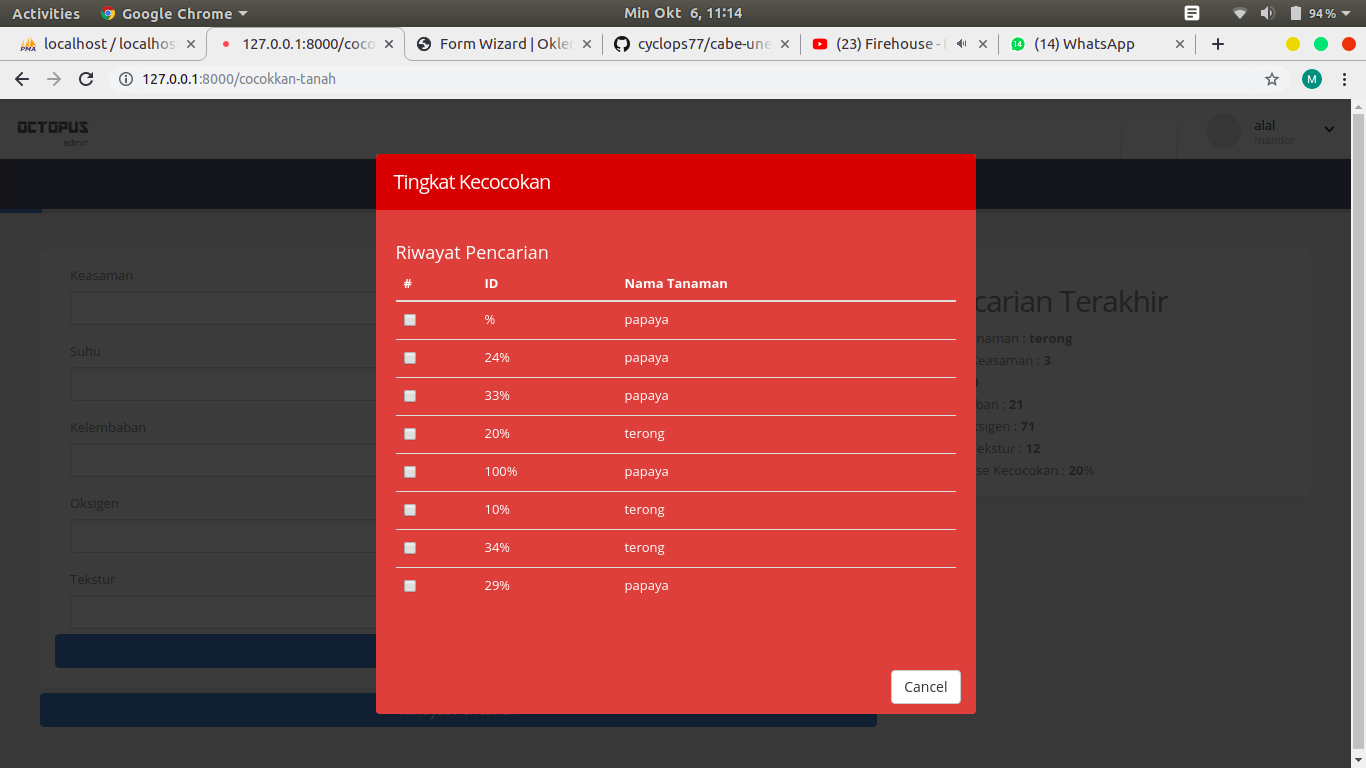 Activities
Google Chrome
Min Okt 6, 11:14
94%
localhost / localhos
127.0.0.1:8000/coco
Form Wizard | Okler
cyclops77/cabe-une
(23) Firehouse -
14
(14) WhatsApp
127.0.0.1:8000/cocokkan-tanah
M
OCTOPUS
admin
alal
mandor
Tingkat Kecocokan
Riwayat Pencarian
# ID Nama Tanaman
% papaya
24% papaya
33% papaya
20% terong
100% papaya
10% terong
34% terong
29% papaya
Cancel
Keasaman
Suhu
Kelembaban
Oksigen
Tekstur
carian Terakhir
naman : terong
Keasaman : 3
ban : 21
ksigen : 71
Tekstur : 12
se Kecocokan : 20%